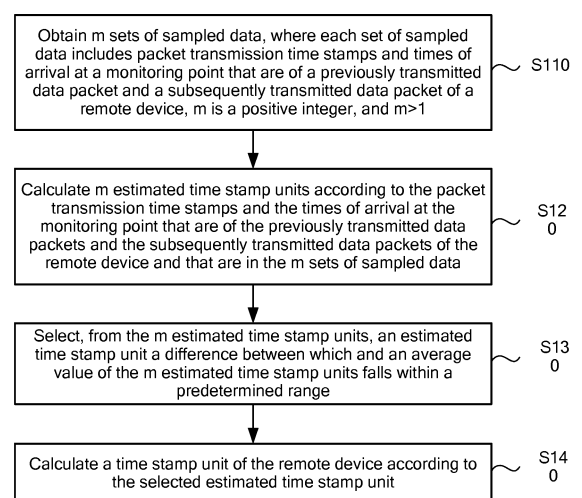 Obtain m sets of sampled data, where each set of sampled
data includes packet transmission time stamps and times of
arrival at a monitoring point that are of a previously transmitted
data packet and a subsequently transmitted data packet of a
remote device, m is a positive integer, and m>1
S110
Calculate m estimated time stamp units according to the packet
transmission time stamps and the times of arrival at the
monitoring point that are of the previously transmitted data
packets and the subsequently transmitted data packets of the
remote device and that are in the m sets of sampled data
S12
0
Select, from the m estimated time stamp units, an estimated
time stamp unit a difference between which and an average
value of the m estimated time stamp units falls within a
predetermined range
S13
0
Calculate a time stamp unit of the remote device according to
the selected estimated time stamp unit
S14
0